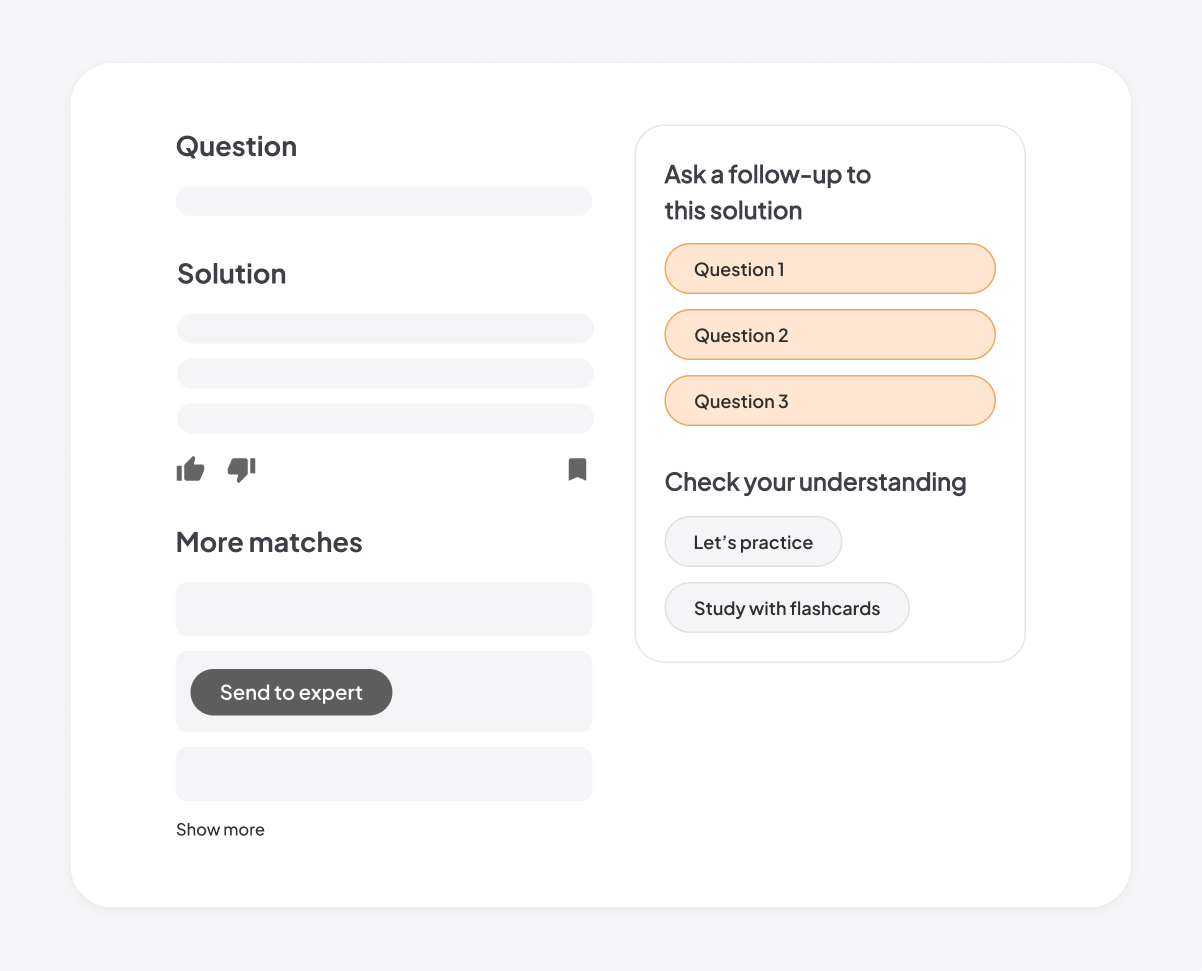 Question
Solution
More matches
Send to expert
Show more
Ask a follow-up to
this solution
Question 1
Question 2
Question 3
Check your understanding
Let’s practice
Study with flashcards